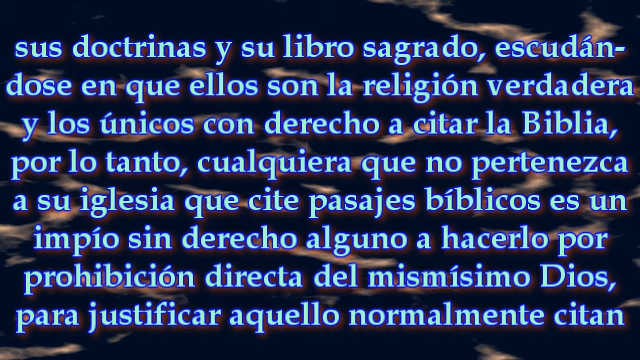 sus doctrinas y su libro sagrado, escudán-
dose en que ellos son la religión verdadera
y los únicos con derecho a citar la Biblia,
por lo tanto, cualquiera que no pertenezca
a su iglesia que cite pasajes bíblicos es un
impío sin derecho alguno a hacerlo por
prohibición directa del mismísimo Dios,
para justificar aquello normalmente citan